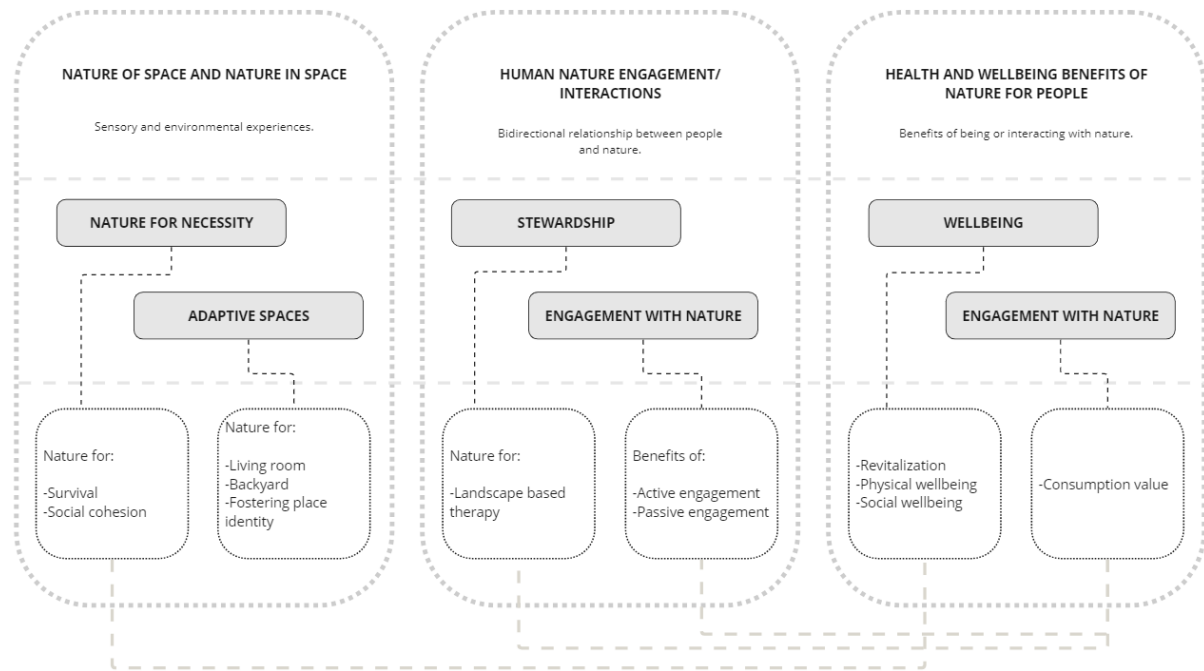 NATURE OF SPACE AND NATURE IN SPACE
Sensory and environmental experiences.
NATURE FOR NECESSITY
ADAPTIVE SPACES
Nature for:
-Survival
-Social cohesion
Nature for:
-Living room
-Backyard
-Fostering place
identity
HUMAN NATURE ENGAGEMENT/
INTERACTIONS
Bidirectional relationship between people
and nature.
STEWARDSHIP
ENGAGEMENT WITH NATURE
Nature for:
-Landscape based
therapy
Benefits of:
-Active engagement
-Passive engagement
HEALTH AND WELLBEING BENEFITS OF
NATURE FOR PEOPLE
Benefits of being or interacting with nature.
WELLBEING
ENGAGEMENT WITH NATURE
-Revitalization
-Physical wellbeing
-Social wellbeing
-Consumption value